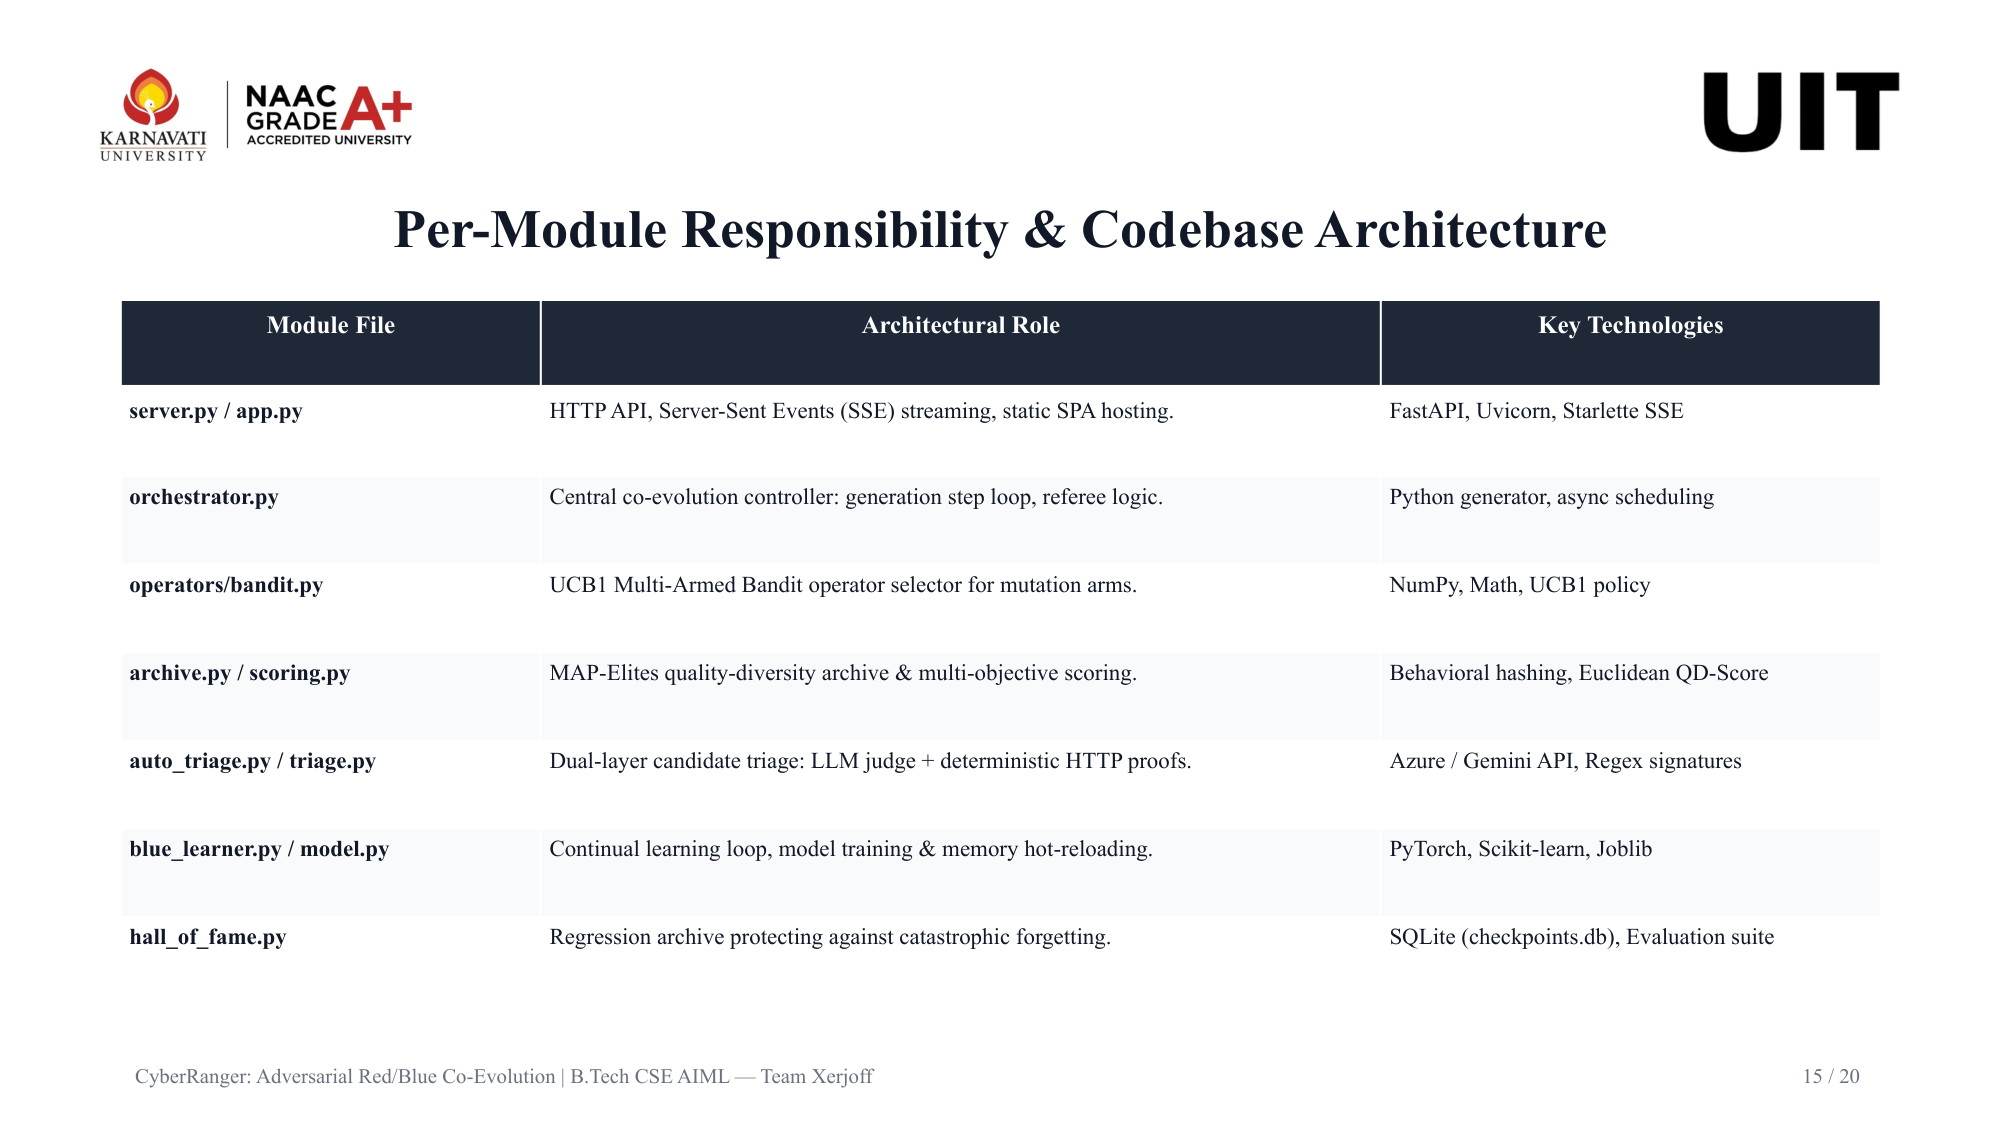 KARNAVATI
UNIVERSITY
NAAC
GRADE A+
ACCREDITED UNIVERSITY
UIT
Per-Module Responsibility & Codebase Architecture
Module File Architectural Role Key Technologies
server.py / app.py HTTP API, Server-Sent Events (SSE) streaming, static SPA hosting. FastAPI, Uvicorn, Starlette SSE
orchestrator.py Central co-evolution controller: generation step loop, referee logic. Python generator, async scheduling
operators/bandit.py UCB1 Multi-Armed Bandit operator selector for mutation arms. NumPy, Math, UCB1 policy
archive.py / scoring.py MAP-Elites quality-diversity archive & multi-objective scoring. Behavioral hashing, Euclidean QD-Score
auto_triage.py / triage.py Dual-layer candidate triage: LLM judge + deterministic HTTP proofs. Azure / Gemini API, Regex signatures
blue_learner.py / model.py Continual learning loop, model training & memory hot-reloading. PyTorch, Scikit-learn, Joblib
hall_of_fame.py Regression archive protecting against catastrophic forgetting. SQLite (checkpoints.db), Evaluation suite
CyberRanger: Adversarial Red/Blue Co-Evolution | B.Tech CSE AIML — Team Xerjoff 15 / 20